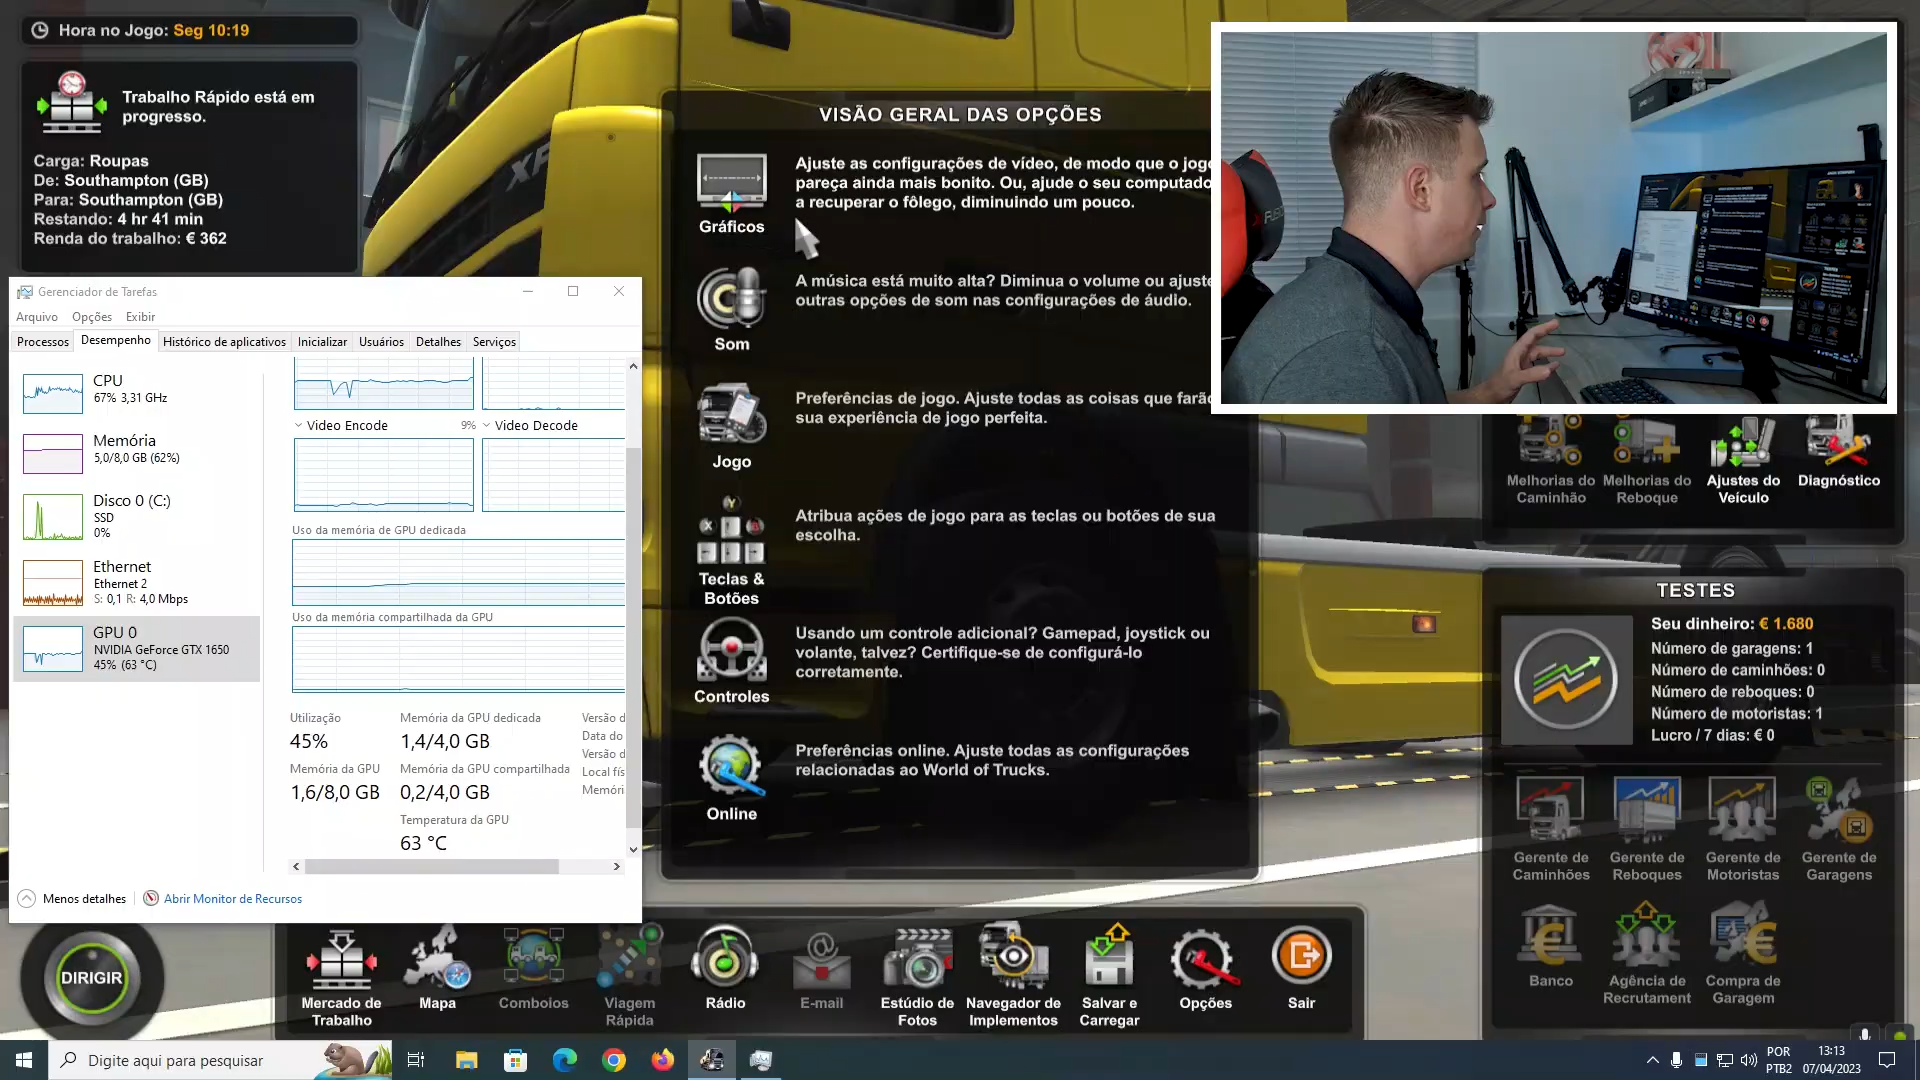 Hora no Jogo: Seg 10:19
Trabalho Rápido está em
progresso.
Carga: Roupas
De: Southampton (GB)
Para: Southampton (GB)
Restando: 4 hr 41 min
Renda do trabalho: € 362
Gerenciador de Tarefas
Arquivo Opções Exibir
Processos Desempenho Histórico de aplicativos Inicializar Usuários Detalhes Serviços
CPU
67% 3,31 GHz
Memória
5,0/8,0 GB (62%)
Disco 0 (C:)
SSD
0%
Ethernet
Ethernet 2
S: 0,1 R: 4,0 Mbps
GPU 0
NVIDIA GeForce GTX 1650
45% (63 °C)
Video Encode 9% Video Decode
Uso da memória de GPU dedicada
Uso da memória compartilhada da GPU
Utilização
45%
Memória da GPU dedicada
1,4/4,0 GB
Memória da GPU
1,6/8,0 GB
Memória da GPU compartilhada
0,2/4,0 GB
Temperatura da GPU
63 °C
Versão d
Data do
Versão d
Local fís
Memóri
Menos detalhes Abrir Monitor de Recursos
XF
VISÃO GERAL DAS OPÇÕES
Gráficos
Ajuste as configurações de vídeo, de modo que o jogo
pareça ainda mais bonito. Ou, ajude o seu computado
a recuperar o fôlego, diminuindo um pouco.
Som
A música está muito alta? Diminua o volume ou ajuste
outras opções de som nas configurações de áudio.
Jogo
Preferências de jogo. Ajuste todas as coisas que farão
sua experiência de jogo perfeita.
Y
X
Teclas &
Botões
Atribua ações de jogo para as teclas ou botões de sua
escolha.
Controles
Usando um controle adicional? Gamepad, joystick ou
volante, talvez? Certifique-se de configurá-lo
corretamente.
Online
Preferências online. Ajuste todas as configurações
relacionadas ao World of Trucks.
Melhorias do
Caminhão
Melhorias do
Reboque
Ajustes do
Veículo
Diagnóstico
TESTES
Seu dinheiro: € 1.680
Número de garagens: 1
Número de caminhões: 0
Número de reboques: 0
Número de motoristas: 1
Lucro / 7 dias: € 0
Gerente de
Caminhões
Gerente de
Reboques
Gerente de
Motoristas
Gerente de
Garagens
Banco
Agência de
Recrutament
Compra de
Garagem
DIRIGIR
Mercado de
Trabalho
Mapa
Comboios
Viagem
Rápida
Rádio
E-mail
Estúdio de
Fotos
Navegador de
Implementos
Salvar e
Carregar
Opções
Sair
Digite aqui para pesquisar
POR
PTB2
13:13
07/04/2023